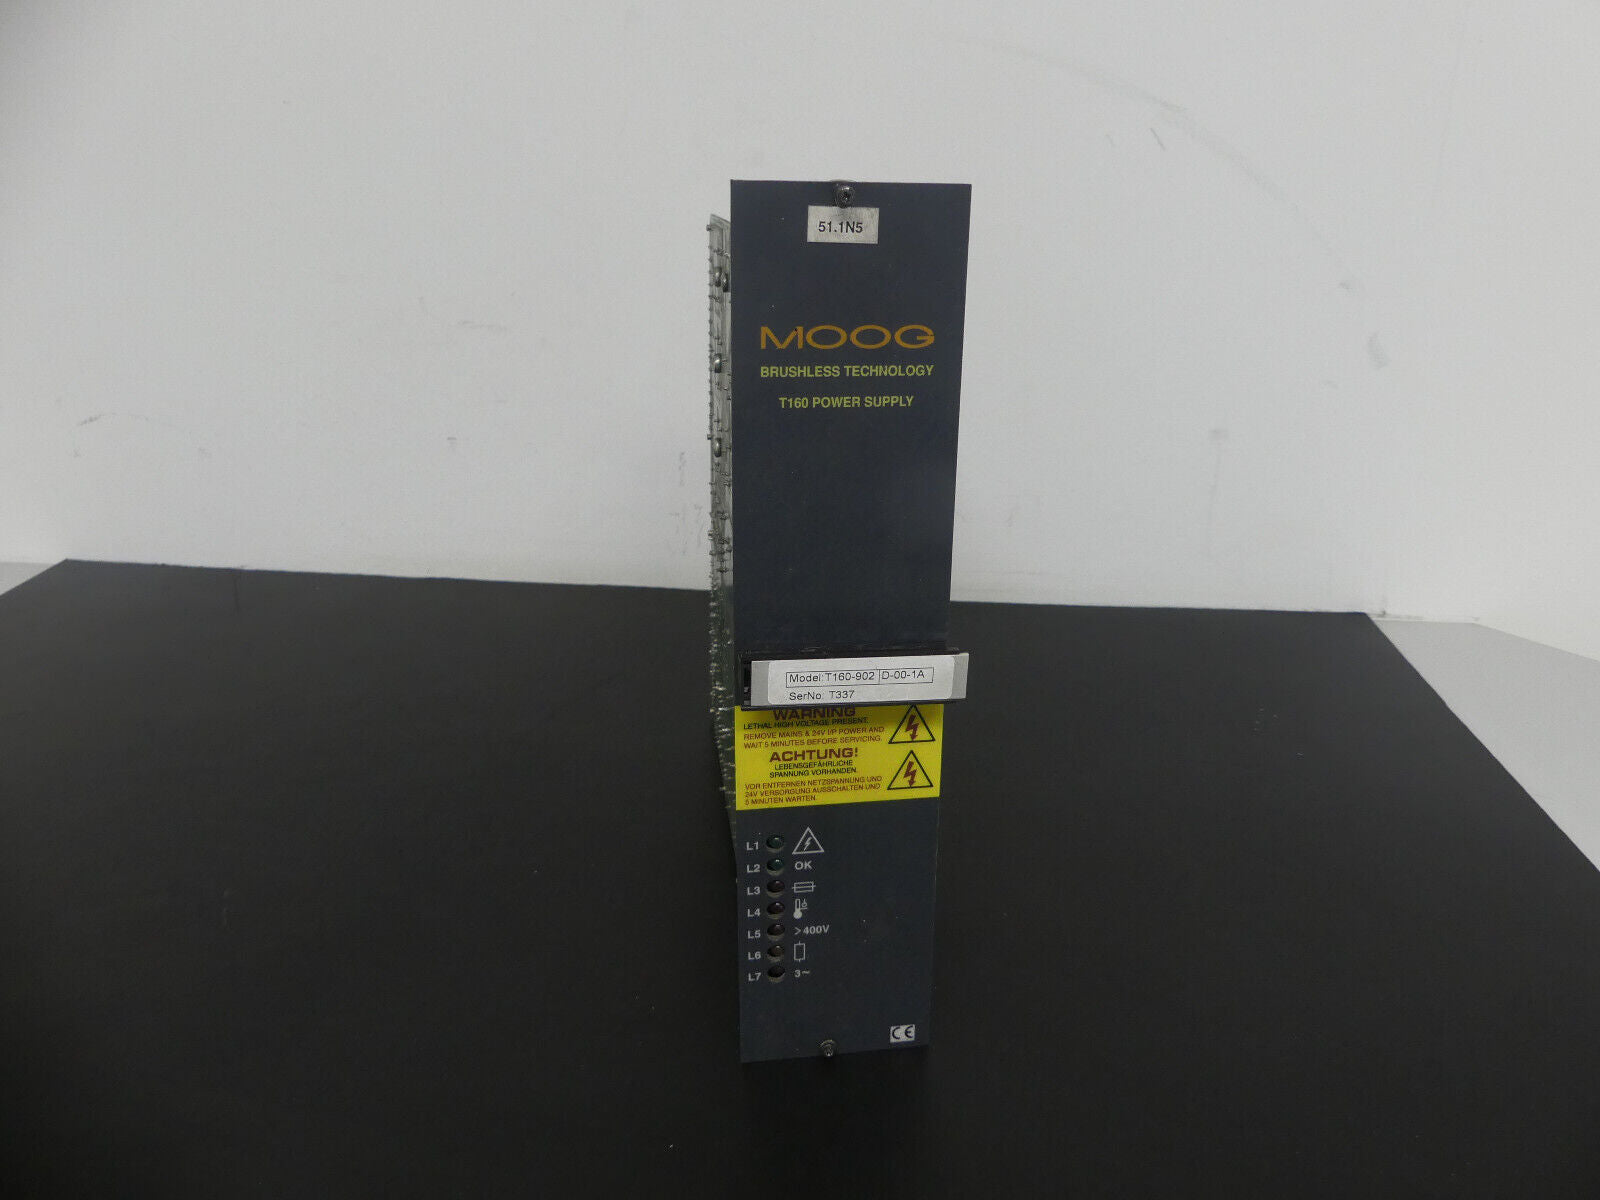 51.1N5
MOOG
BRUSHLESS TECHNOLOGY
T160 POWER SUPPLY
Model:T160-902 D-00-1A
SerNo: T337
WARNING
LETHAL HIGH VOLTAGE PRESENT.
REMOVE MAINS & 24V I/P POWER AND
WAIT 5 MINUTES BEFORE SERVICING.
ACHTUNG!
LEBENSGEFÄHRLICHE
SPANNUNG VORHANDEN.
VOR ENTFERNEN NETZSPANNUNG UND
24V VERSORGUNG AUSSCHALTEN UND
5 MINUTEN WARTEN.
L1
L2 OK
L3
L4
L5 >400V
L6
L7 3~
CE